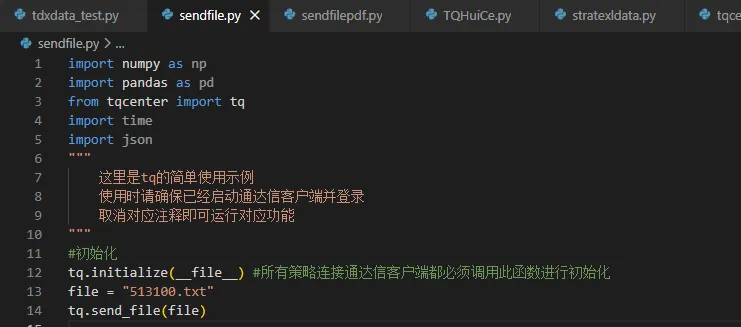 tdxdata_test.py sendfile.py sendfilepdf.py TQHuiCe.py stratexldata.py tqce
sendfile.py > ...
1 import numpy as np
2 import pandas as pd
3 from tqcenter import tq
4 import time
5 import json
6 """
7 这里是tq的简单使用示例
8 使用时请确保已经启动通达信客户端并登录
9 取消对应注释即可运行对应功能
10 """
11 #初始化
12 tq.initialize(__file__) #所有策略连接通达信客户端都必须调用此函数进行初始化
13 file = "513100.txt"
14 tq.send_file(file)
15